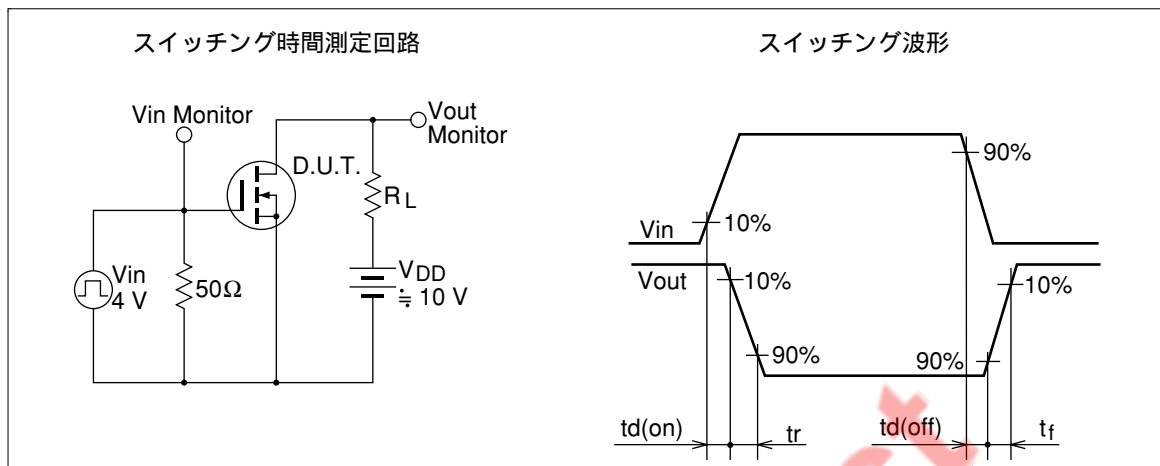 スイッチング時間測定回路
Vin Monitor
Vout
Monitor
D.U.T.
RL
Vin
4 V
50Ω
VDD
≒ 10 V
スイッチング波形
Vin
10%
90%
Vout
10%
90%
90%
10%
td(on)
tr
td(off)
tf